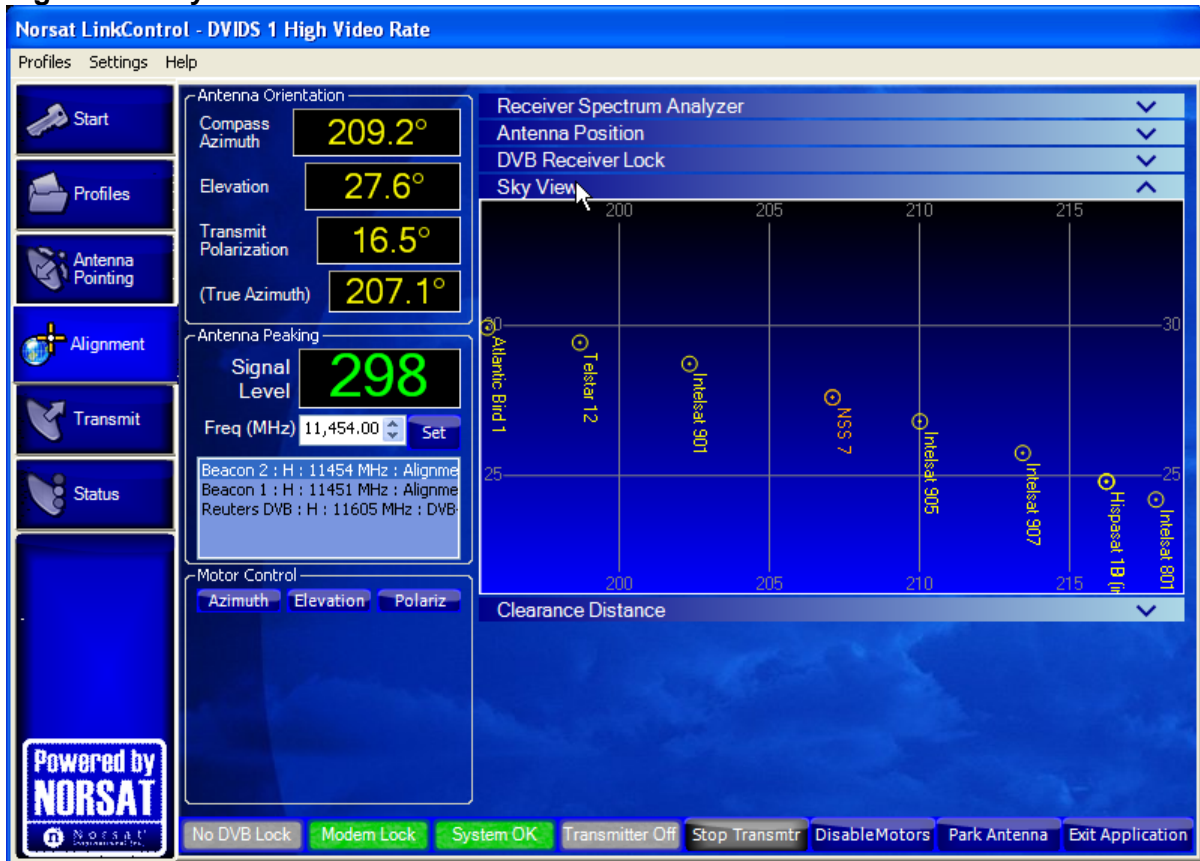 Norsat LinkControl - DVIDS 1 High Video Rate
Profiles Settings Help
Start
Profiles
Antenna Pointing
Alignment
Transmit
Status
Powered by
NORSAT
Norsat
Antenna Orientation
Compass Azimuth 209.2°
Elevation 27.6°
Transmit Polarization 16.5°
(True Azimuth) 207.1°
Antenna Peaking
Signal Level 298
Freq (MHz) 11,454.00 Set
Beacon 2 : H : 11454 MHz : Alignme
Beacon 1 : H : 11451 MHz : Alignme
Reuters DVB : H : 11605 MHz : DVB-
Motor Control
Azimuth Elevation Polariz
Receiver Spectrum Analyzer
Antenna Position
DVB Receiver Lock
Sky View
200 205 210 215
30 30
Atlantic Bird 1
Telstar 12
Intelsat 901
NSS 7
Intelsat 905
Intelsat 907
Hispasat 1B (i
Intelsat 801
25 25
200 205 210 215
Clearance Distance
No DVB Lock Modem Lock System OK Transmitter Off Stop Transmtr DisableMotors Park Antenna Exit Application